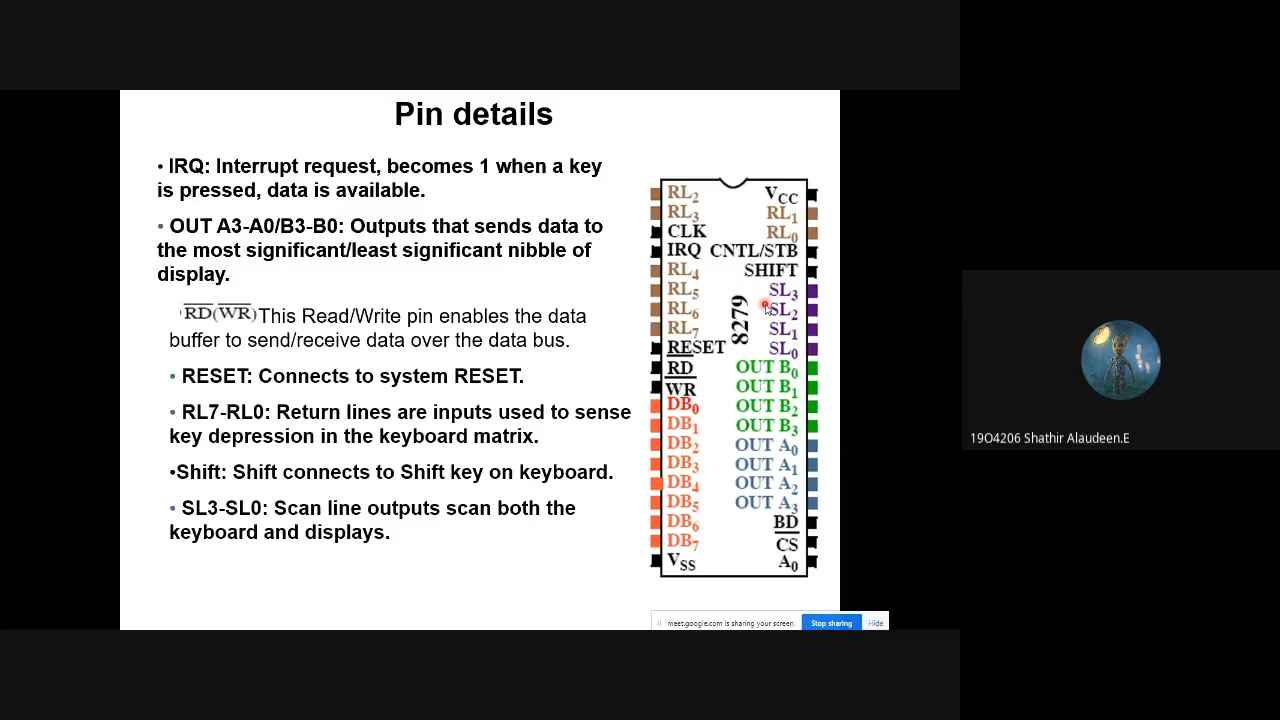 Pin details
• IRQ: Interrupt request, becomes 1 when a key
is pressed, data is available.
• OUT A3-A0/B3-B0: Outputs that sends data to
the most significant/least significant nibble of
display.
RD(WR) This Read/Write pin enables the data
buffer to send/receive data over the data bus.
• RESET: Connects to system RESET.
• RL7-RL0: Return lines are inputs used to sense
key depression in the keyboard matrix.
•Shift: Shift connects to Shift key on keyboard.
• SL3-SL0: Scan line outputs scan both the
keyboard and displays.
RL2
RL3
CLK
IRQ
RL4
RL5
RL6
RL7
RESET
RD
WR
DB0
DB1
DB2
DB3
DB4
DB5
DB6
DB7
VSS
8279
VCC
RL1
RL0
CNTL/STB
SHIFT
SL3
SL2
SL1
SL0
OUT B0
OUT B1
OUT B2
OUT B3
OUT A0
OUT A1
OUT A2
OUT A3
BD
CS
A0
meet.google.com is sharing your screen.
Stop sharing
Hide
19O4206 Shathir Alaudeen.E